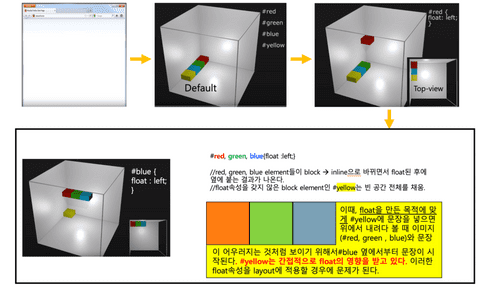 #red
#green
#blue
#yellow
Default
#red {
float: left;
}
Top-view
#blue {
float : left;
}
#red, green, blue{float :left;}
//red, green, blue element들이 block → inline으로 바뀌면서 float된 후에
옆에 붙는 결과가 나온다.
//float속성을 갖지 않은 block element인 #yellow는 빈 공간 전체를 채움.
이때, float을 만든 목적에 맞
게 #yellow에 문장을 넣으면
위에서 내려다 볼 때 이미지
(#red, green , blue)와 문장
이 어우러지는 것처럼 보이기 위해서#blue 옆에서부터 문장이 시
작된다. #yellow는 간접적으로 float의 영향을 받고 있다. 이러한
float속성을 layout에 적용할 경우에 문제가 된다.